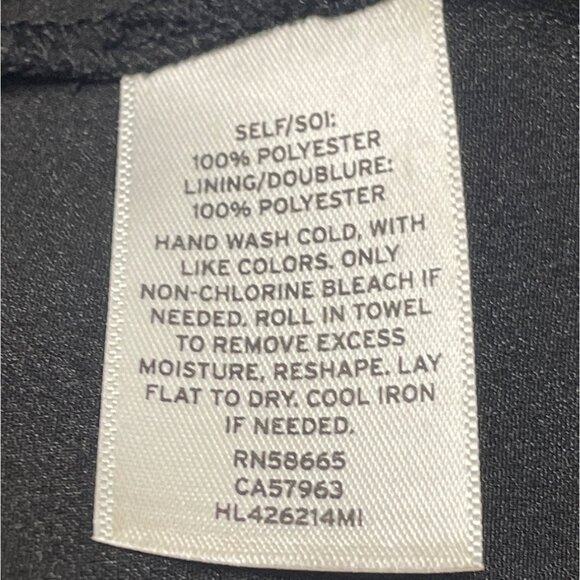 SELF/SOI:
100% POLYESTER
LINING/DOUBLURE:
100% POLYESTER
HAND WASH COLD, WITH
LIKE COLORS. ONLY
NON-CHLORINE BLEACH IF
NEEDED. ROLL IN TOWEL
TO REMOVE EXCESS
MOISTURE, RESHAPE. LAY
FLAT TO DRY. COOL IRON
IF NEEDED.
RN58665
CA57963
HL426214MI